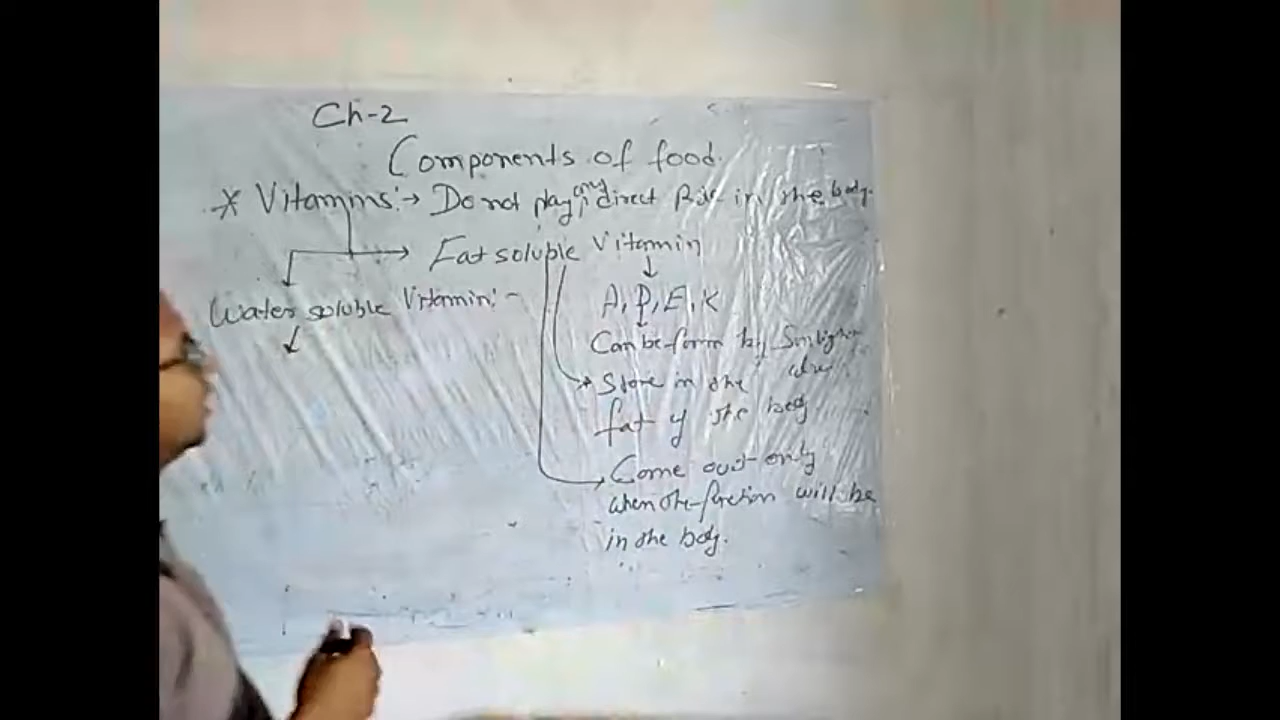 Ch-2
Components of food.
* Vitamins:→ Do not play any direct Role in the body.
Fat soluble Vitamin
Water soluble Vitamin:-
A, D, E, K
Can be form by Sunlight
Store in the
fat of the body
Come out only
when the function will be
in the body.